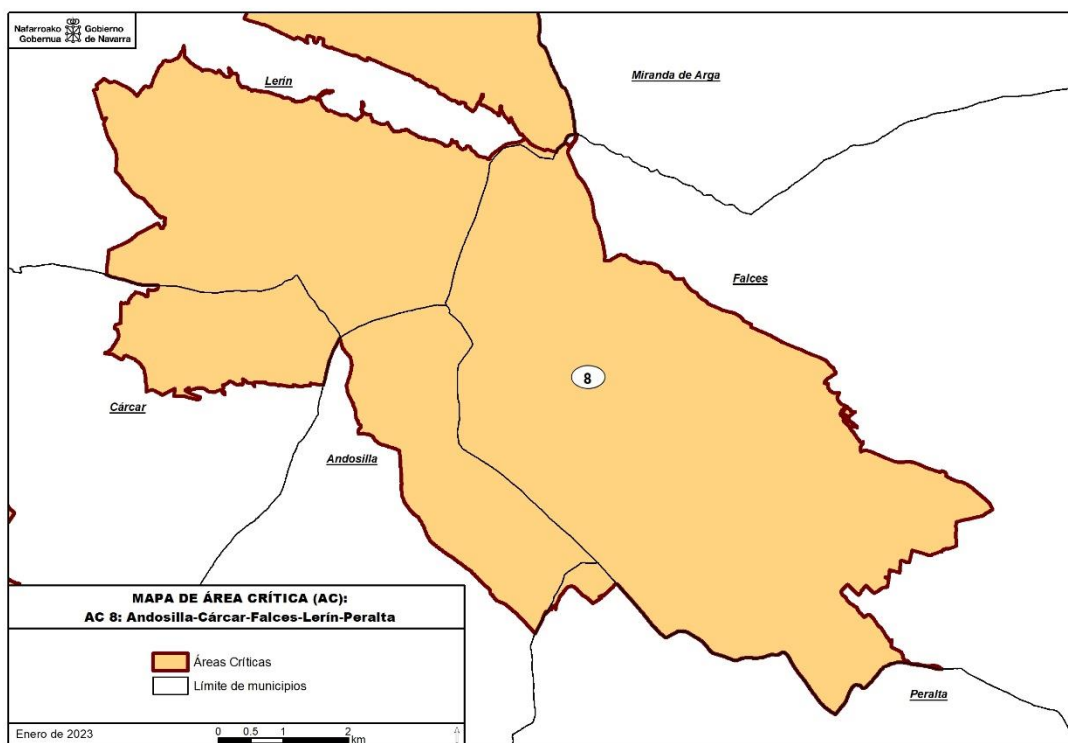 Nafarroako Gobierno
Gobernua de Navarra
Miranda de Arga
Lerín
Falces
8
Cárcar
Andosilla
Peralta
MAPA DE ÁREA CRÍTICA (AC):
AC 8: Andosilla-Cárcar-Falces-Lerín-Peralta
Áreas Críticas
Límite de municipios
Enero de 2023
0 0.5 1 2
km